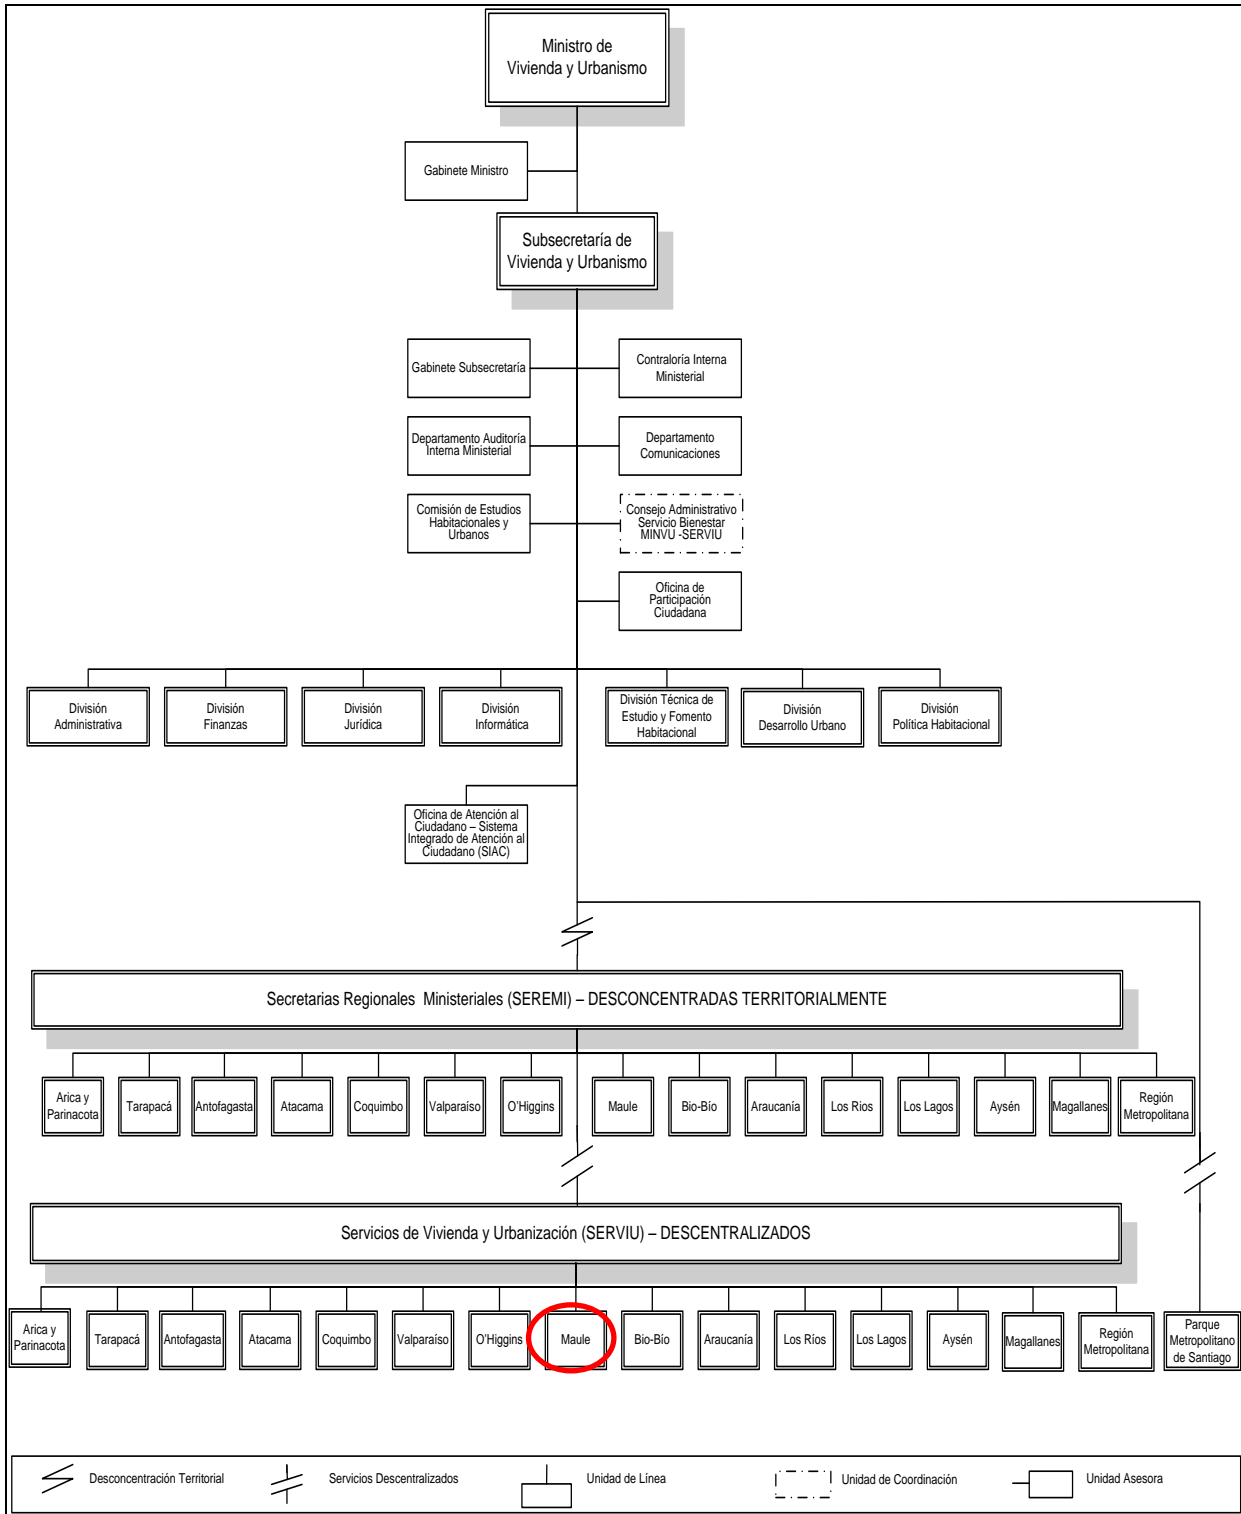 Ministro de
Vivienda y Urbanismo
Gabinete Ministro
Subsecretaría de
Vivienda y Urbanismo
Gabinete Subsecretaría
Contraloría Interna
Ministerial
Departamento Auditoría
Interna Ministerial
Departamento
Comunicaciones
Comisión de Estudios
Habitacionales y
Urbanos
Consejo Administrativo
Servicio Bienestar
MINVU -SERVIU
Oficina de
Participación
Ciudadana
División
Administrativa
División
Finanzas
División
Jurídica
División
Informática
División Técnica de
Estudio y Fomento
Habitacional
División
Desarrollo Urbano
División
Política Habitacional
Oficina de Atención al
Ciudadano – Sistema
Integrado de Atención al
Ciudadano (SIAC)
Secretarias Regionales Ministeriales (SEREMI) – DESCONCENTRADAS TERRITORIALMENTE
Arica y
Parinacota
Tarapacá
Antofagasta
Atacama
Coquimbo
Valparaíso
O'Higgins
Maule
Bio-Bío
Araucanía
Los Rios
Los Lagos
Aysén
Magallanes
Región
Metropolitana
Servicios de Vivienda y Urbanización (SERVIU) – DESCENTRALIZADOS
Arica y
Parinacota
Tarapacá
Antofagasta
Atacama
Coquimbo
Valparaíso
O'Higgins
Maule
Bio-Bío
Araucanía
Los Ríos
Los Lagos
Aysén
Magallanes
Región
Metropolitana
Parque
Metropolitano
de Santiago
Desconcentración Territorial
Servicios Descentralizados
Unidad de Línea
Unidad de Coordinación
Unidad Asesora